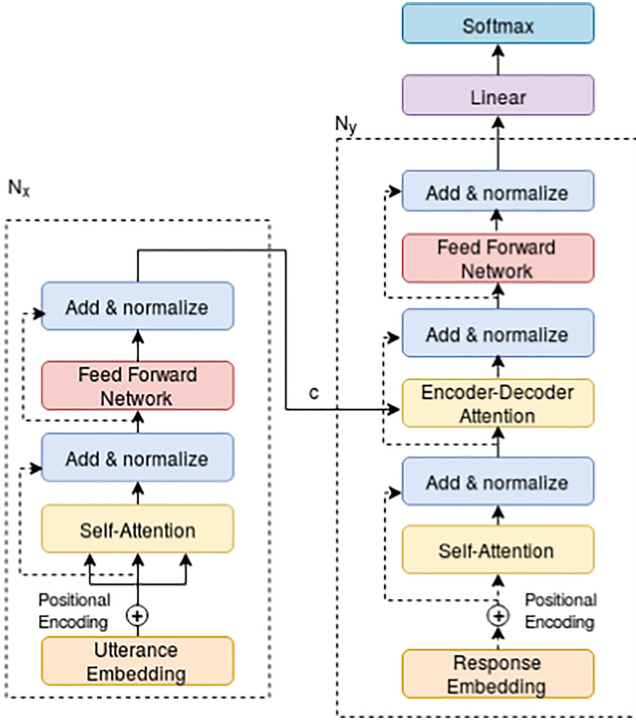 Softmax
Linear
Ny
Add & normalize
Feed Forward
Network
Add & normalize
Encoder-Decoder
Attention
Add & normalize
Self-Attention
Positional
Encoding
Response
Embedding
Nx
Add & normalize
Feed Forward
Network
c
Add & normalize
Self-Attention
Positional
Encoding
Utterance
Embedding